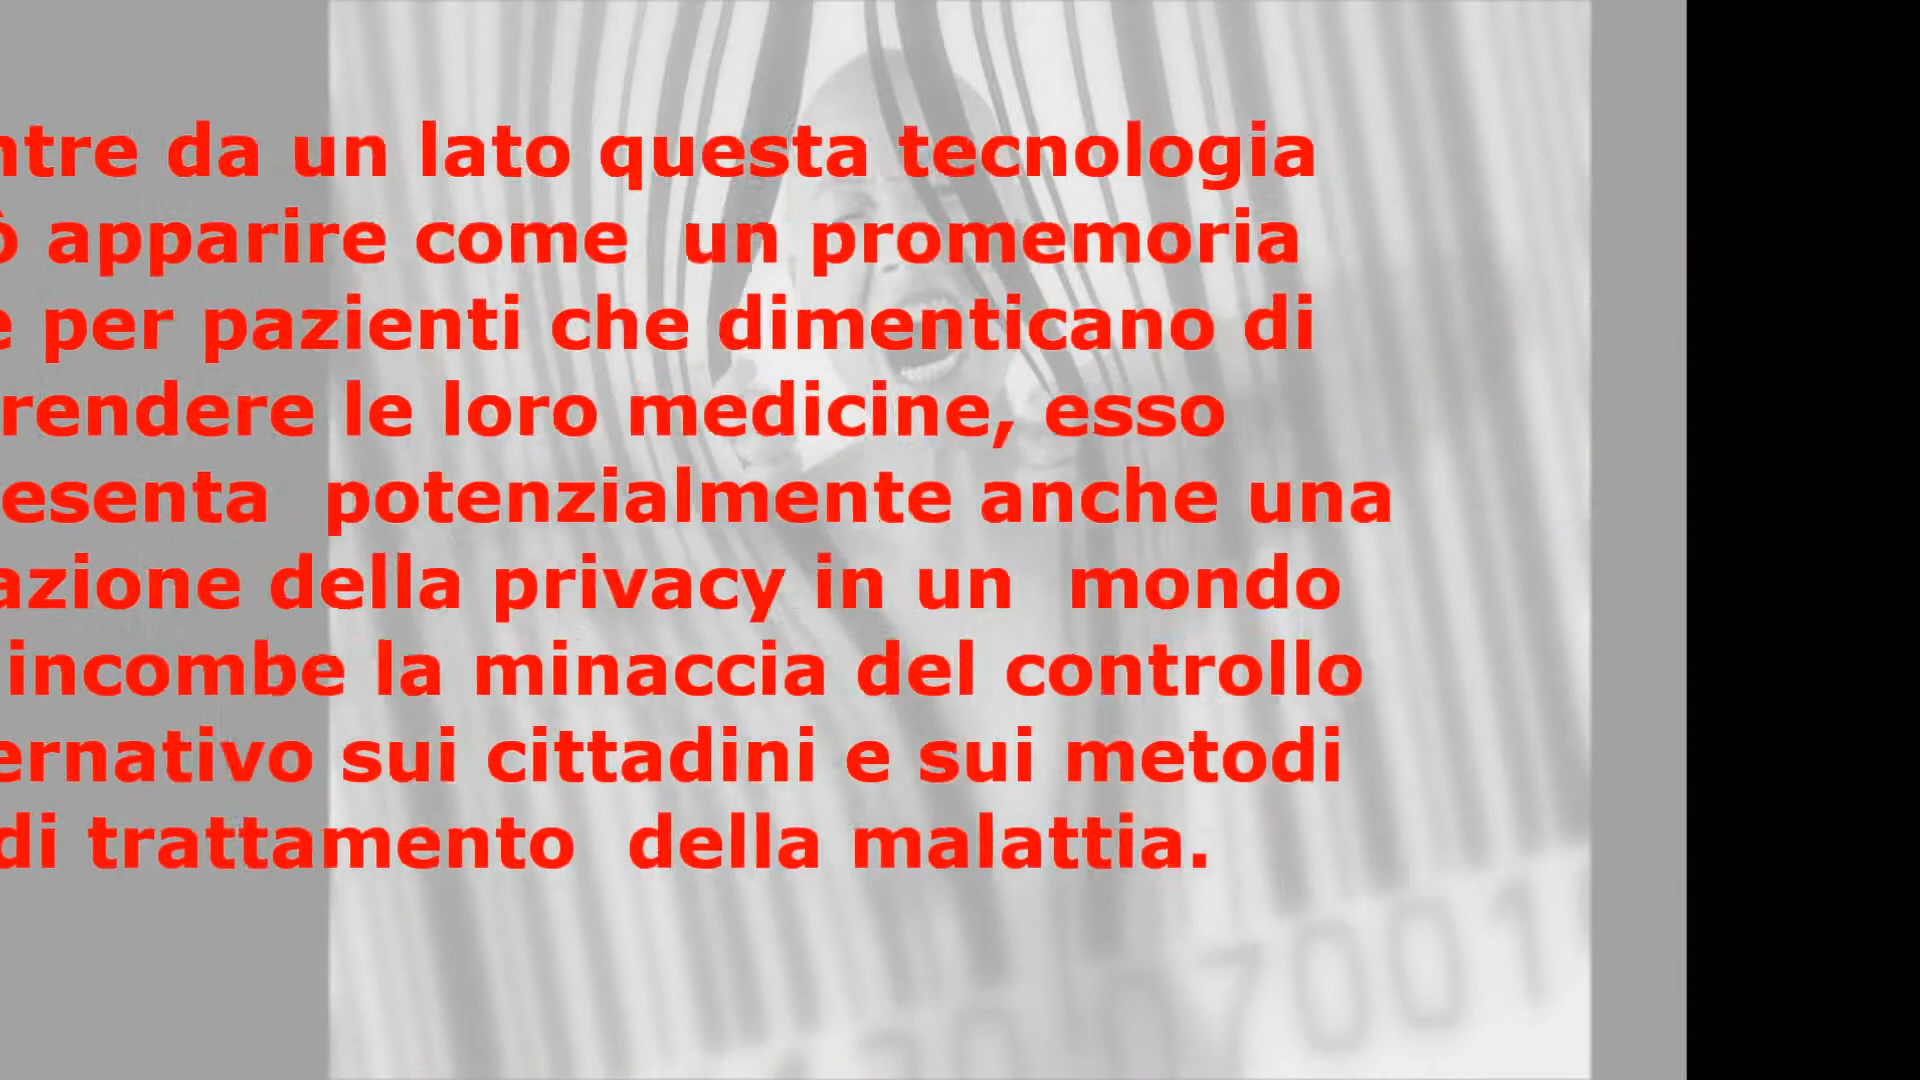 ntre da un lato questa tecnologia
ò apparire come un promemoria
e per pazienti che dimenticano di
rendere le loro medicine, esso
esenta potenzialmente anche una
azione della privacy in un mondo
incombe la minaccia del controllo
ernativo sui cittadini e sui metodi
di trattamento della malattia.
07001